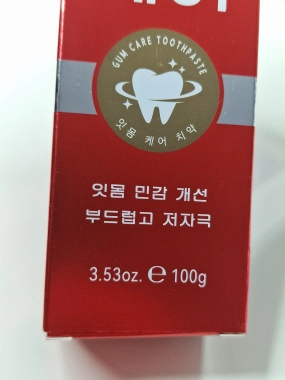 GUM CARE TOOTHPASTE
잇몸 케어 치약
잇몸 민감 개선
부드럽고 저자극
3.53oz. ℮ 100g